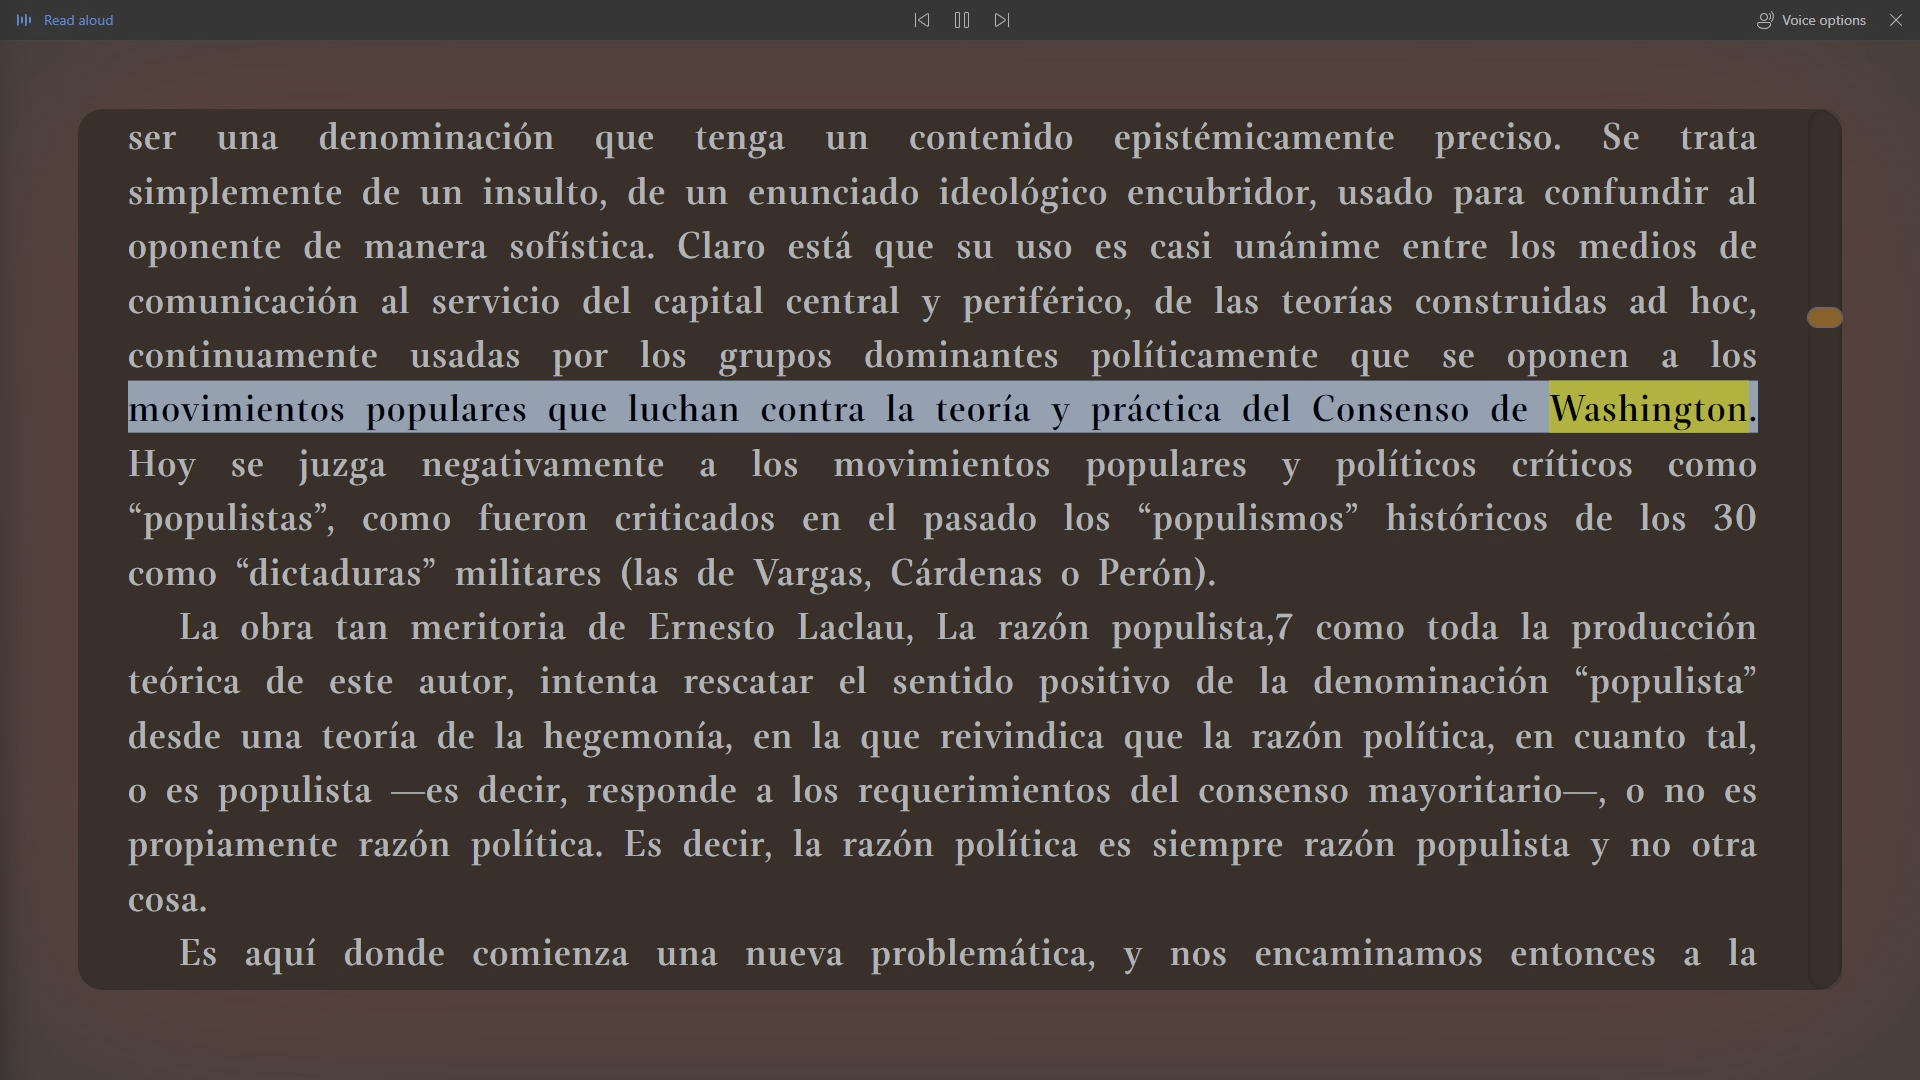 Read aloud
Voice options
ser una denominación que tenga un contenido epistémicamente preciso. Se trata
simplemente de un insulto, de un enunciado ideológico encubridor, usado para confundir al
oponente de manera sofística. Claro está que su uso es casi unánime entre los medios de
comunicación al servicio del capital central y periférico, de las teorías construidas ad hoc,
continuamente usadas por los grupos dominantes políticamente que se oponen a los
movimientos populares que luchan contra la teoría y práctica del Consenso de Washington.
Hoy se juzga negativamente a los movimientos populares y políticos críticos como
“populistas”, como fueron criticados en el pasado los “populismos” históricos de los 30
como “dictaduras” militares (las de Vargas, Cárdenas o Perón).
La obra tan meritoria de Ernesto Laclau, La razón populista,7 como toda la producción
teórica de este autor, intenta rescatar el sentido positivo de la denominación “populista”
desde una teoría de la hegemonía, en la que reivindica que la razón política, en cuanto tal,
o es populista —es decir, responde a los requerimientos del consenso mayoritario—, o no es
propiamente razón política. Es decir, la razón política es siempre razón populista y no otra
cosa.
Es aquí donde comienza una nueva problemática, y nos encaminamos entonces a la